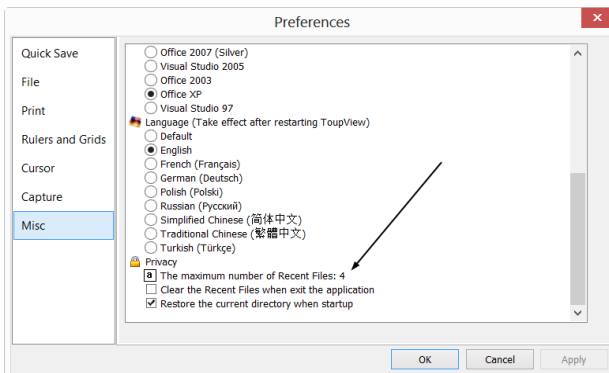 Preferences
Quick Save
File
Print
Rulers and Grids
Cursor
Capture
Misc
Office 2007 (Silver)
Visual Studio 2005
Office 2003
Office XP
Visual Studio 97
Language (Take effect after restarting ToupView)
Default
English
French (Français)
German (Deutsch)
Polish (Polski)
Russian (Русский)
Simplified Chinese (简体中文)
Traditional Chinese (繁體中文)
Turkish (Türkçe)
Privacy
a The maximum number of Recent Files: 4
Clear the Recent Files when exit the application
Restore the current directory when startup
OK Cancel Apply